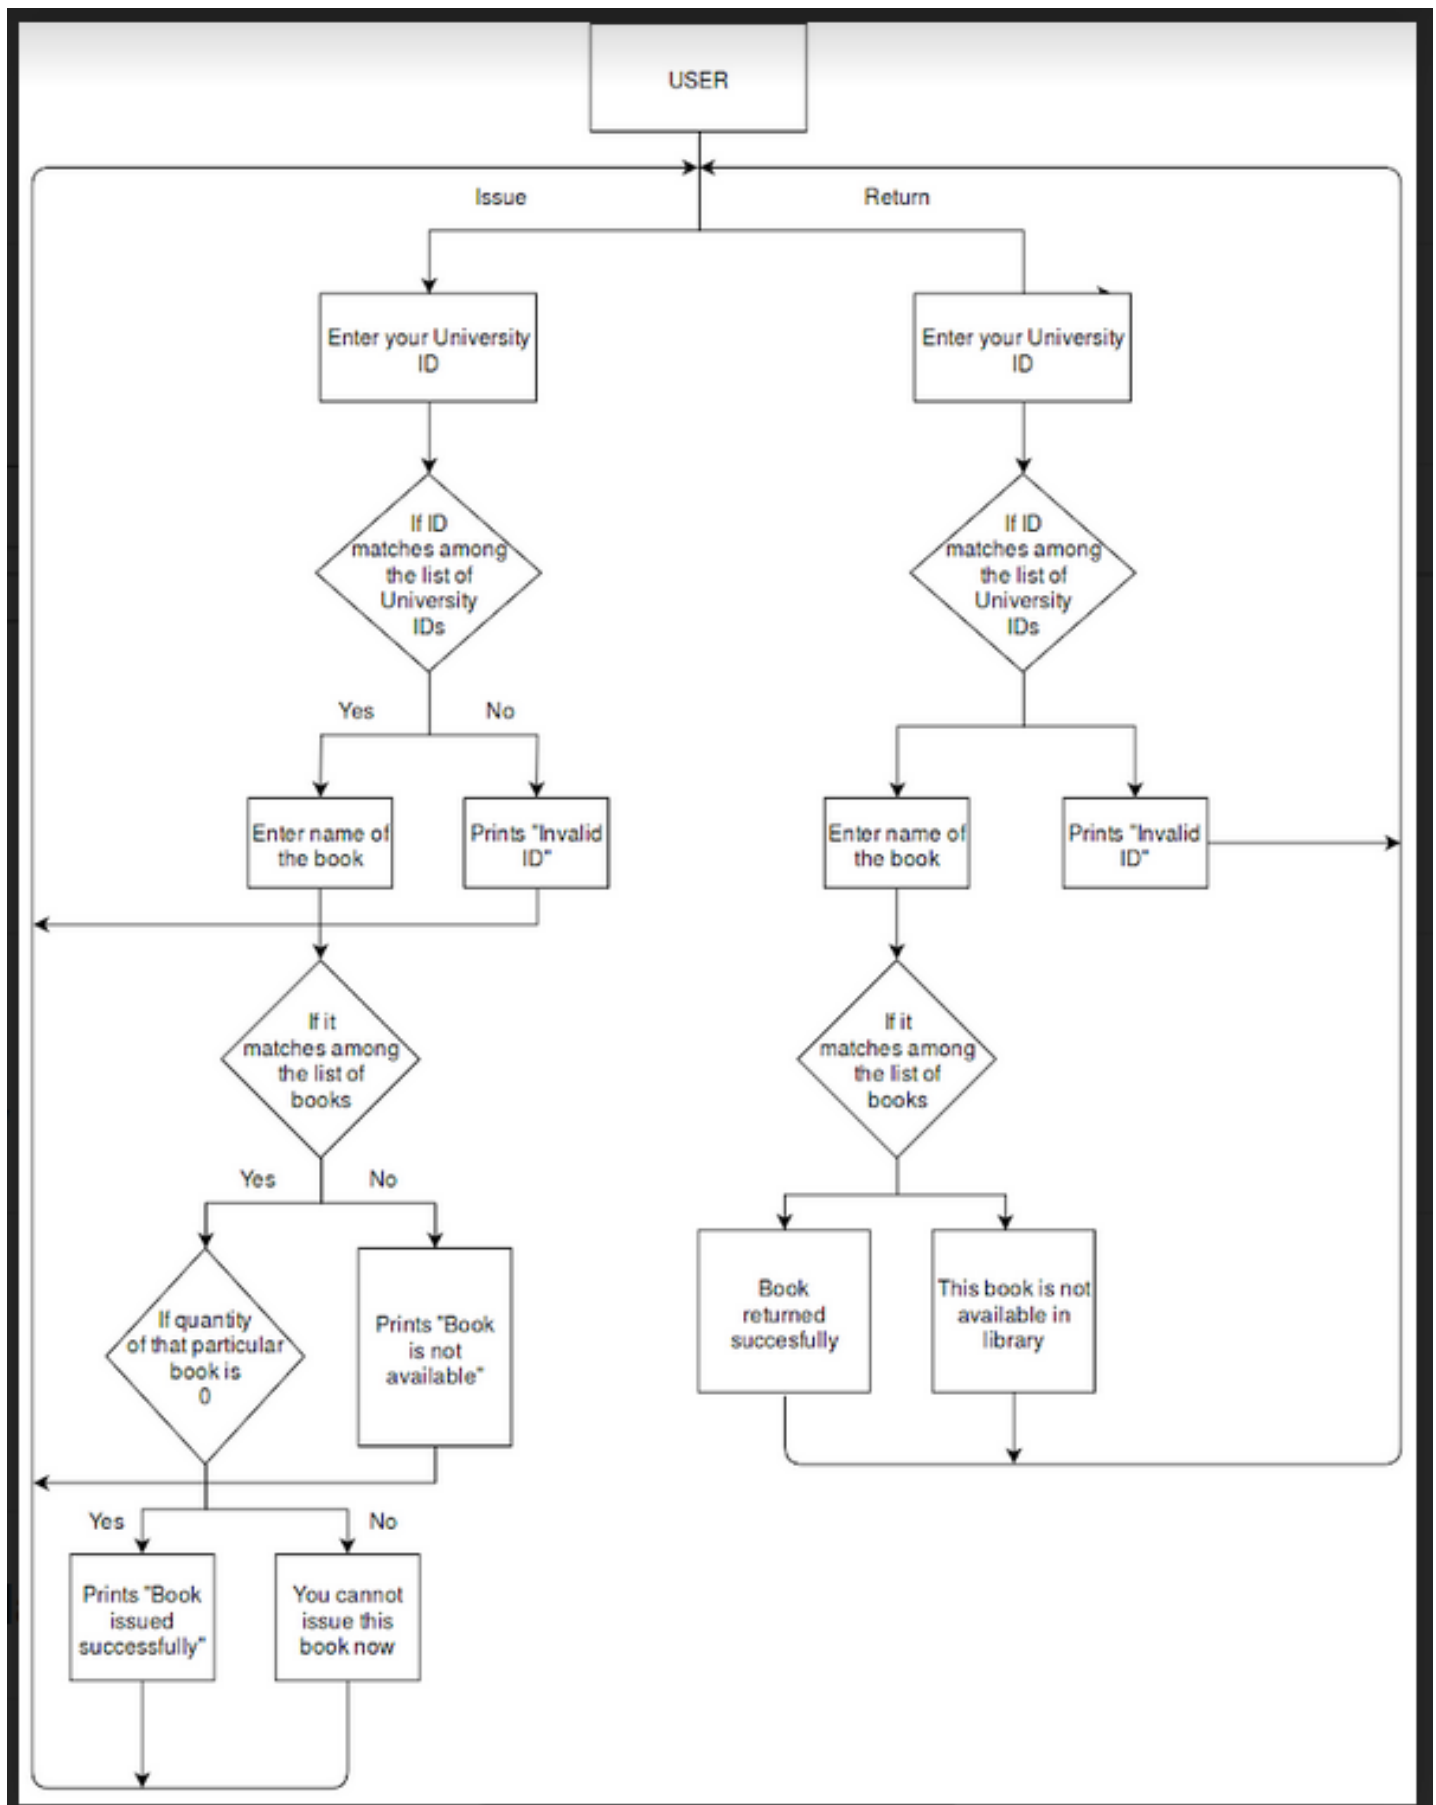 USER
Issue
Return
Enter your University
ID
Enter your University
ID
If ID
matches among
the list of
University
IDs
If ID
matches among
the list of
University
IDs
Yes
No
Enter name of
the book
Prints "Invalid
ID"
Enter name of
the book
Prints "Invalid
ID"
If it
matches among
the list of
books
If it
matches among
the list of
books
Yes
No
If quantity
of that particular
book is
0
Prints "Book
is not
available"
Book
returned
succesfully
This book is not
available in
library
Yes
No
Prints "Book
issued
successfully"
You cannot
issue this
book now